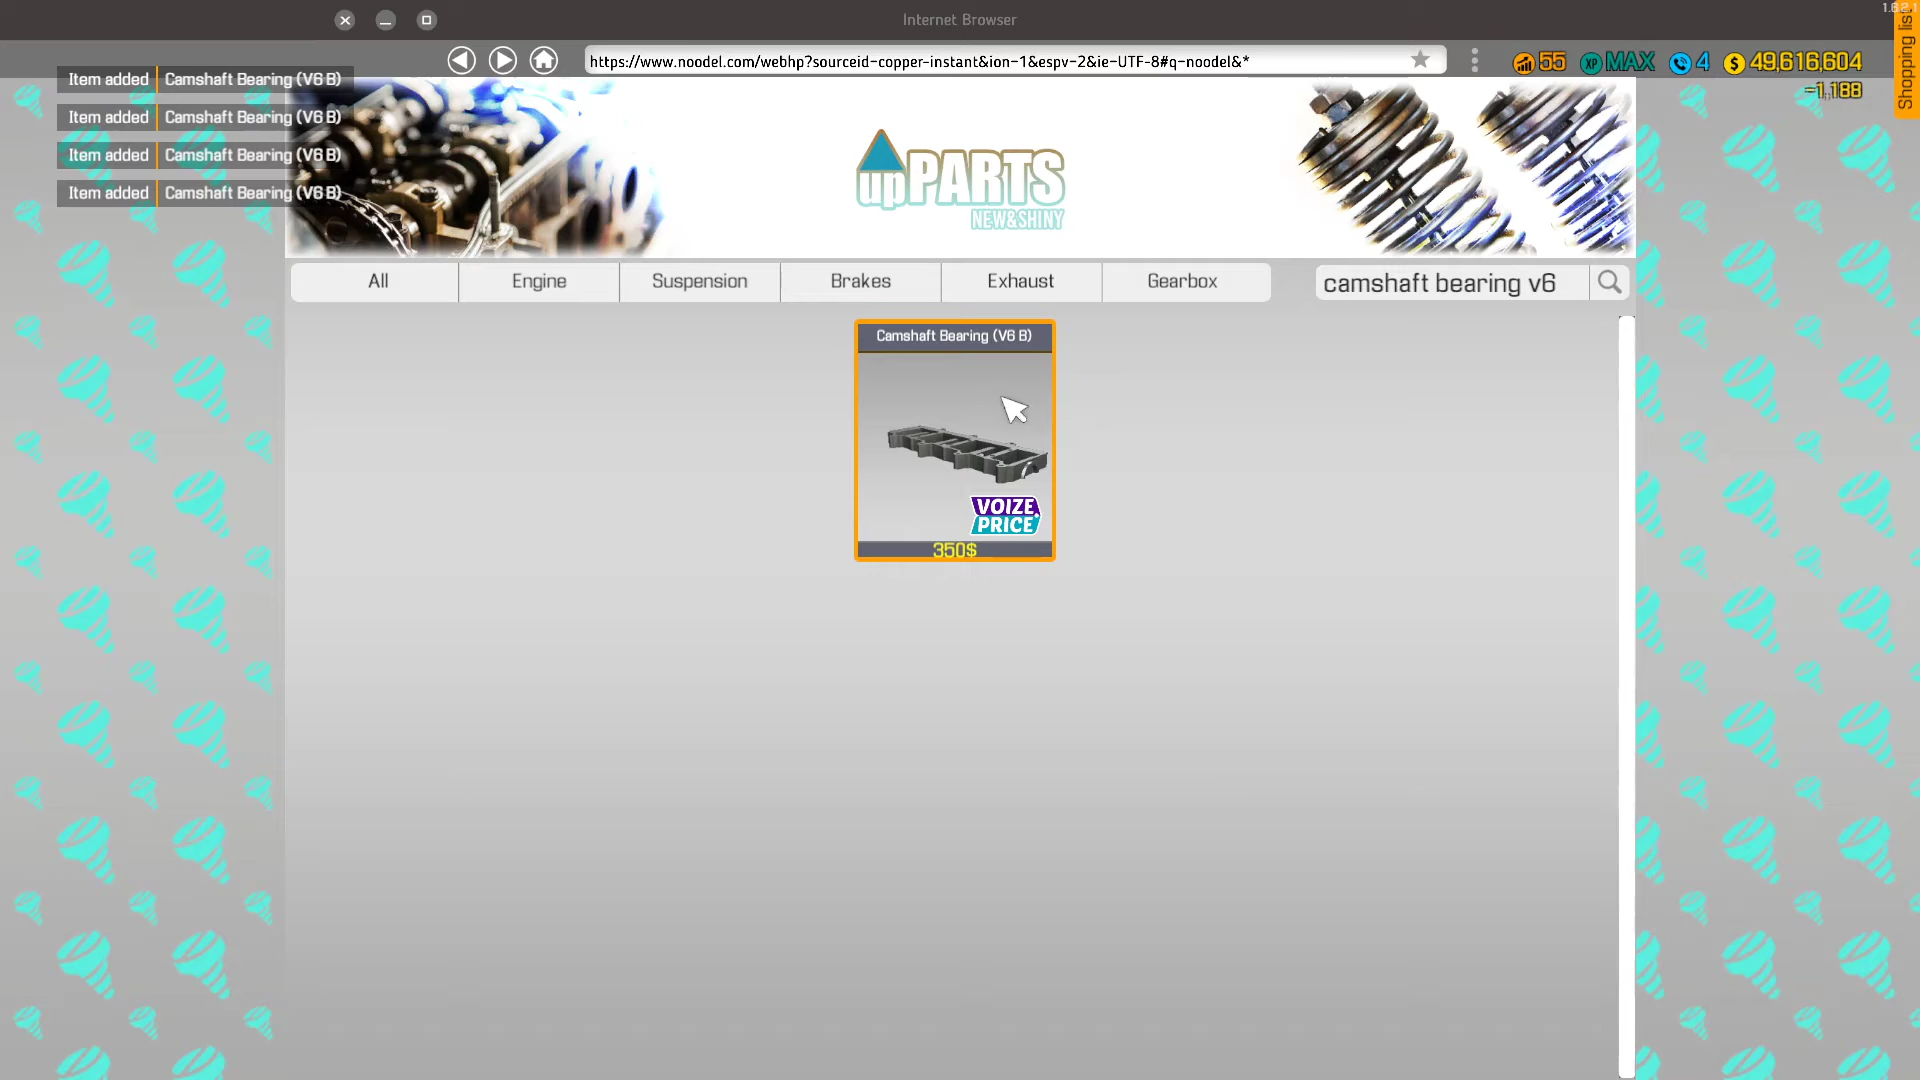 Internet Browser
1.6.2.1
https://www.noodel.com/webhp?sourceid-copper-instant&ion-1&espv-2&ie-UTF-8#q-noodel&*
55
XP MAX
4
$ 49,616,604
-1,188
Shopping list
Item added Camshaft Bearing (V6 B)
Item added Camshaft Bearing (V6 B)
Item added Camshaft Bearing (V6 B)
Item added Camshaft Bearing (V6 B)
upPARTS
NEW&SHINY
All Engine Suspension Brakes Exhaust Gearbox
camshaft bearing v6
Camshaft Bearing (V6 B)
VOIZE
PRICE
350$